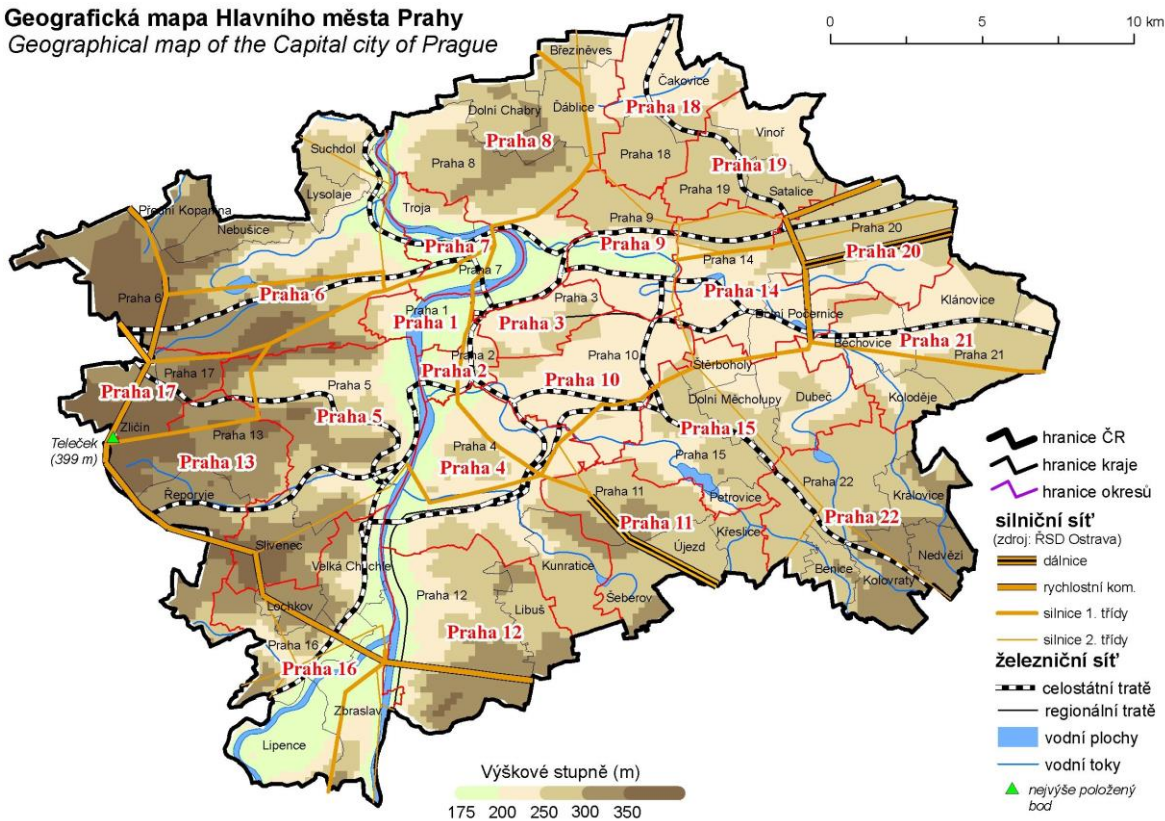 Geografická mapa Hlavního města Prahy
Geographical map of the Capital city of Prague
0 5 10 km
Březiněves
Čakovice
Dolní Chabry
Ďáblice
Praha 18
Vinoř
Praha 8
Suchdol
Praha 8
Praha 18
Praha 19
Lysolaje
Praha 19
Satalice
Přední Kopanina
Troja
Nebušice
Praha 9
Praha 20
Praha 7
Praha 9
Praha 20
Praha 7
Praha 14
Praha 6
Praha 6
Praha 14
Klánovice
Praha 1
Praha 3
Praha 1
Praha 3
Dolní Počernice
Praha 21
Běchovice
Praha 2
Praha 10
Praha 21
Praha 17
Štěrboholy
Praha 2
Praha 10
Praha 17
Praha 5
Koloděje
Dubeč
Dolní Měcholupy
Praha 5
Zličín
Praha 13
Praha 15
Teleček
(399 m)
Praha 4
Praha 15
Praha 13
Praha 4
Řeporyje
Praha 11
Praha 22
Petrovice
Královice
Praha 11
Praha 22
Křeslice
Slivenec
Újezd
Nedvězí
Velká Chuchle
Kunratice
Benice
Kolovraty
Praha 12
Šeberov
Lochkov
Libuš
Praha 12
Praha 16
Praha 16
Zbraslav
Lipence
hranice ČR
hranice kraje
hranice okresů
silniční síť
(zdroj: ŘSD Ostrava)
dálnice
rychlostní kom.
silnice 1. třídy
silnice 2. třídy
železniční síť
celostátní tratě
regionální tratě
vodní plochy
vodní toky
nejvýše položený
bod
Výškové stupně (m)
175 200 250 300 350